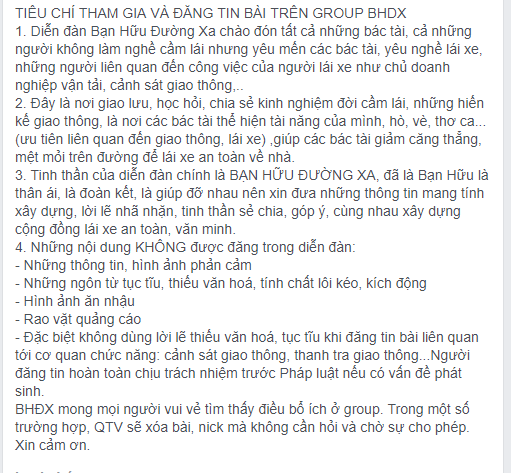 TIÊU CHÍ THAM GIA VÀ ĐĂNG TIN BÀI TRÊN GROUP BHDX
1. Diễn đàn Bạn Hữu Đường Xa chào đón tất cả những bác tài, cả những
người không làm nghề cầm lái nhưng yêu mến các bác tài, yêu nghề lái xe,
những người liên quan đến công việc của người lái xe như chủ doanh
nghiệp vận tải, cảnh sát giao thông,..
2. Đây là nơi giao lưu, học hỏi, chia sẻ kinh nghiệm đời cầm lái, những hiến
kế giao thông, là nơi các bác tài thể hiện tài năng của mình, hò, vè, thơ ca...
(ưu tiên liên quan đến giao thông, lái xe) ,giúp các bác tài giảm căng thẳng,
mệt mỏi trên đường để lái xe an toàn về nhà.
3. Tinh thần của diễn đàn chính là BẠN HỮU ĐƯỜNG XA, đã là Bạn Hữu là
thân ái, là đoàn kết, là giúp đỡ nhau nên xin đưa những thông tin mang tính
xây dựng, lời lẽ nhã nhặn, tinh thần sẻ chia, góp ý, cùng nhau xây dựng
cộng đồng lái xe an toàn, văn minh.
4. Những nội dung KHÔNG được đăng trong diễn đàn:
- Những thông tin, hình ảnh phản cảm
- Những ngôn từ tục tĩu, thiếu văn hoá, tính chất lôi kéo, kích động
- Hình ảnh ăn nhậu
- Rao vặt quảng cáo
- Đặc biệt không dùng lời lẽ thiếu văn hoá, tục tĩu khi đăng tin bài liên quan
tới cơ quan chức năng: cảnh sát giao thông, thanh tra giao thông...Người
đăng tin hoàn toàn chịu trách nhiệm trước Pháp luật nếu có vấn đề phát
sinh.
BHĐX mong mọi người vui vẻ tìm thấy điều bổ ích ở group. Trong một số
trường hợp, QTV sẽ xóa bài, nick mà không cần hỏi và chờ sự cho phép.
Xin cảm ơn.